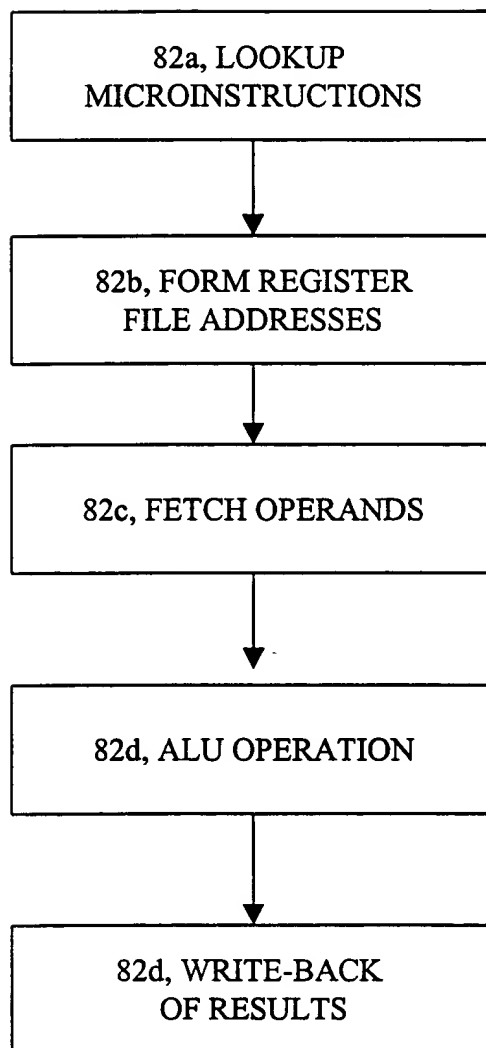 82a, LOOKUP
MICROINSTRUCTIONS
82b, FORM REGISTER
FILE ADDRESSES
82c, FETCH OPERANDS
82d, ALU OPERATION
82d, WRITE-BACK
OF RESULTS